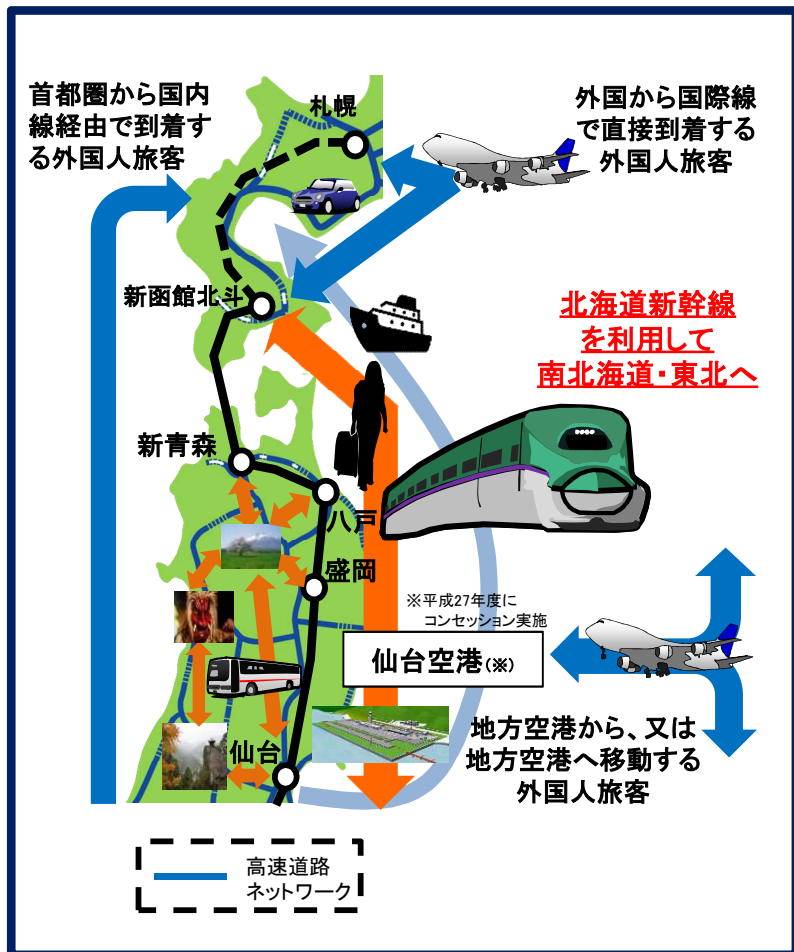 首都圏から国内
線経由で到着す
る外国人旅客
札幌
外国から国際線
で直接到着する
外国人旅客
新函館北斗
北海道新幹線
を利用して
南北海道・東北へ
新青森
八戸
盛岡
※平成27年度に
コンセッション実施
仙台空港(※)
仙台
地方空港から、又は
地方空港へ移動する
外国人旅客
高速道路
ネットワーク